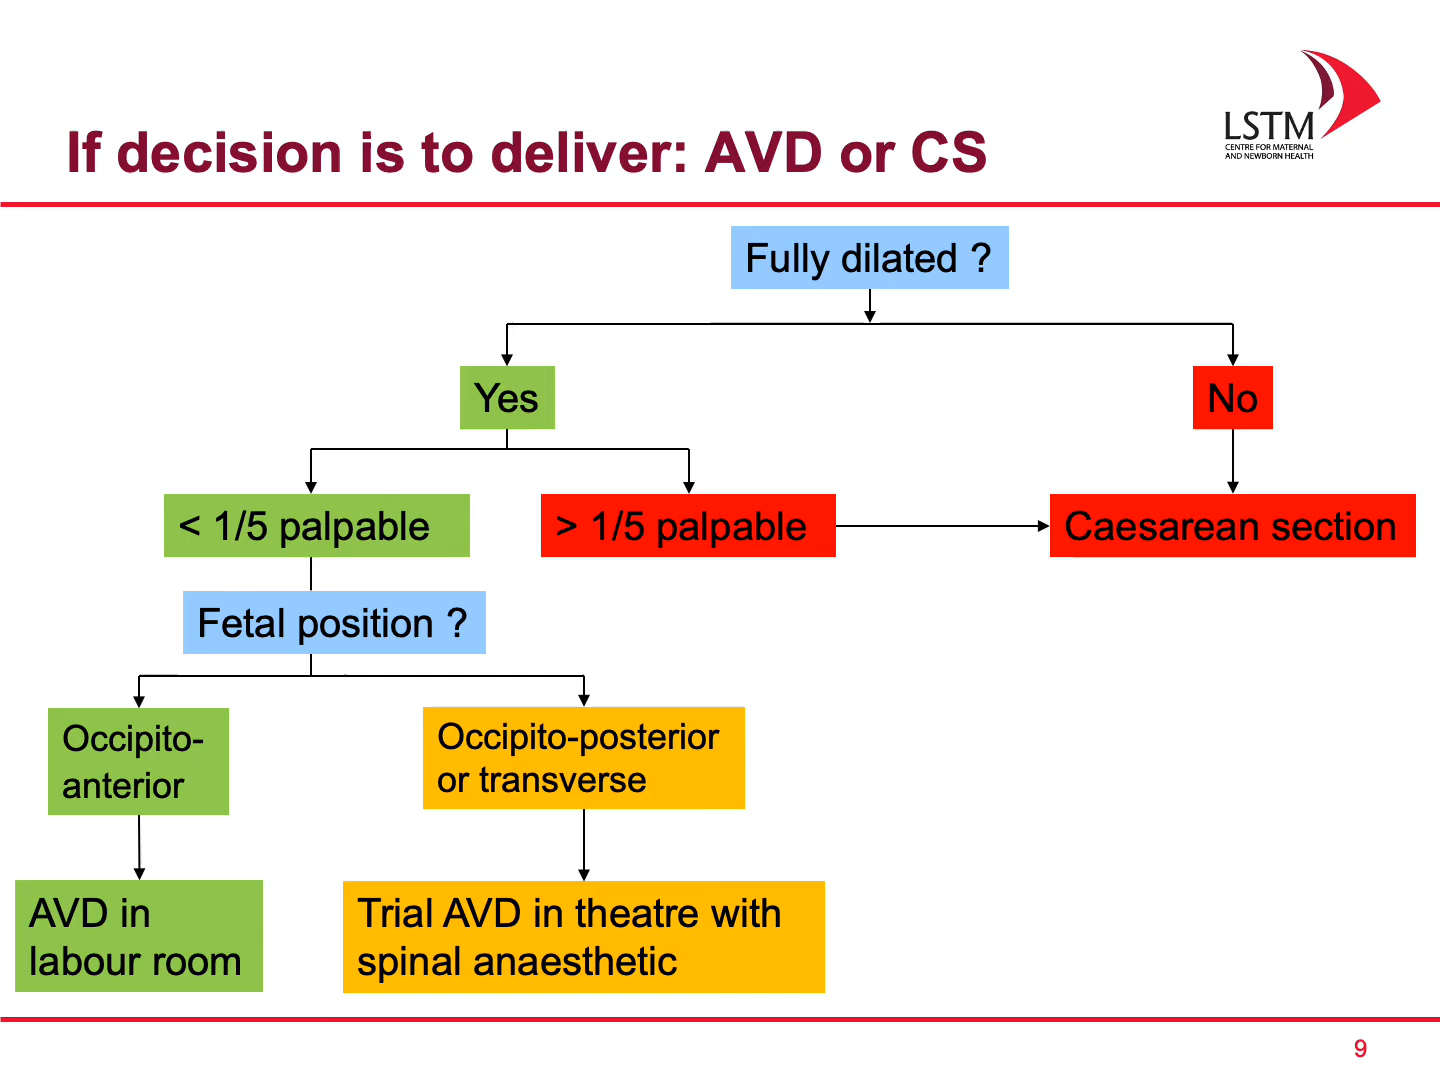 If decision is to deliver: AVD or CS
LSTM
CENTRE FOR MATERNAL
AND NEWBORN HEALTH
Fully dilated ?
Yes
No
< 1/5 palpable
> 1/5 palpable
Caesarean section
Fetal position ?
Occipito-
anterior
Occipito-posterior
or transverse
AVD in
labour room
Trial AVD in theatre with
spinal anaesthetic
9